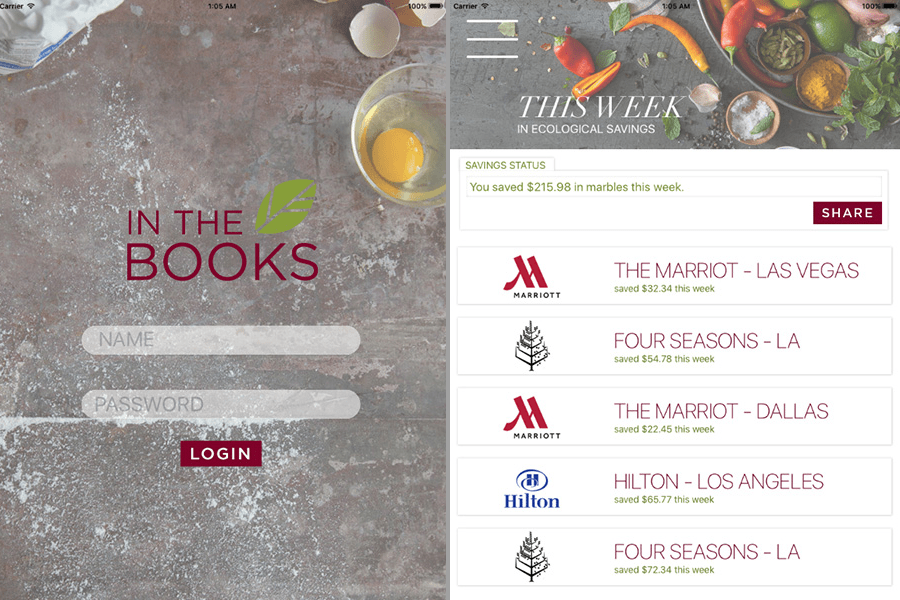 Carrier
1:05 AM
100%
IN THE
BOOKS
NAME
PASSWORD
LOGIN
Carrier
1:05 AM
100%
THIS WEEK
IN ECOLOGICAL SAVINGS
SAVINGS STATUS
You saved $215.98 in marbles this week.
SHARE
MARRIOTT
THE MARRIOT - LAS VEGAS
saved $32.34 this week
FOUR SEASONS - LA
saved $54.78 this week
MARRIOTT
THE MARRIOT - DALLAS
saved $22.45 this week
Hilton
HILTON - LOS ANGELES
saved $65.77 this week
FOUR SEASONS - LA
saved $72.34 this week